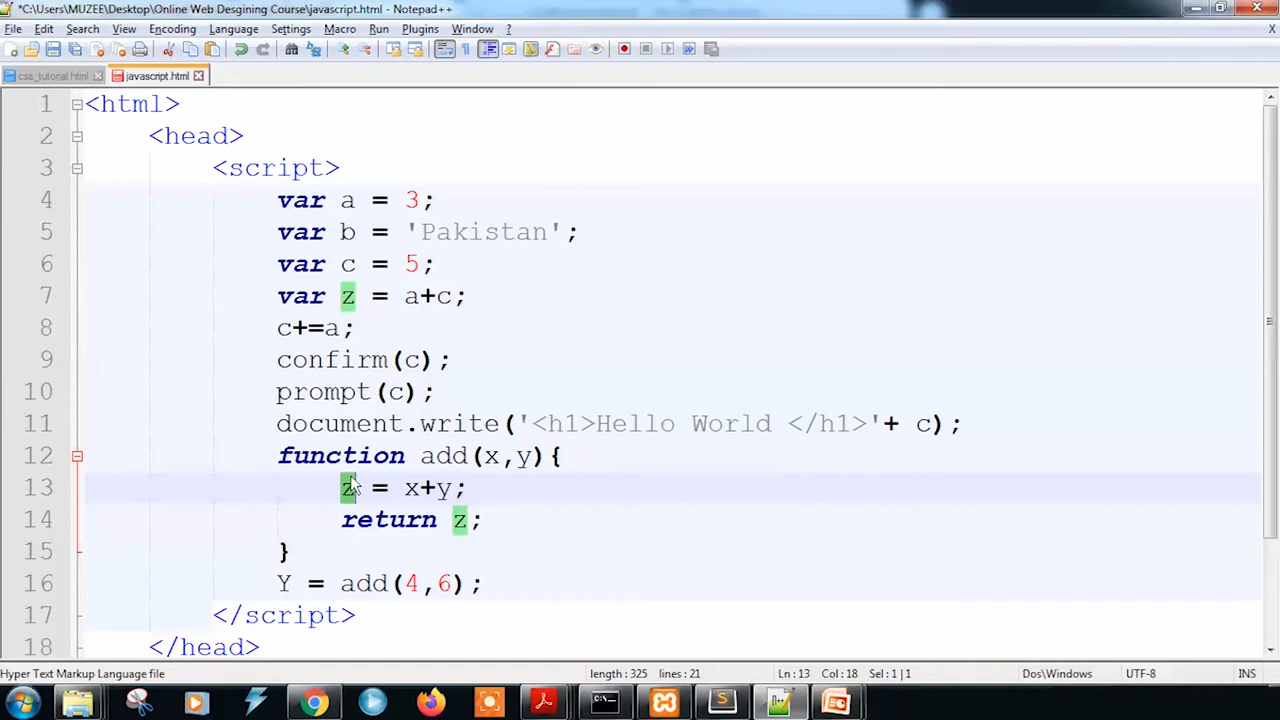 *C:\Users\MUZEE\Desktop\Online Web Desgining Course\javascript.html - Notepad++
File Edit Search View Encoding Language Settings Macro Run Plugins Window ? X
css_tutorial.html javascript.html
1 <html>
2 <head>
3 <script>
4 var a = 3;
5 var b = 'Pakistan';
6 var c = 5;
7 var z = a+c;
8 c+=a;
9 confirm(c);
10 prompt(c);
11 document.write('<h1>Hello World </h1>'+ c);
12 function add(x,y){
13 z = x+y;
14 return z;
15 }
16 Y = add(4,6);
17 </script>
18 </head>
Hyper Text Markup Language file length : 325 lines : 21 Ln : 13 Col : 18 Sel : 1 | 1 Dos\Windows UTF-8 INS